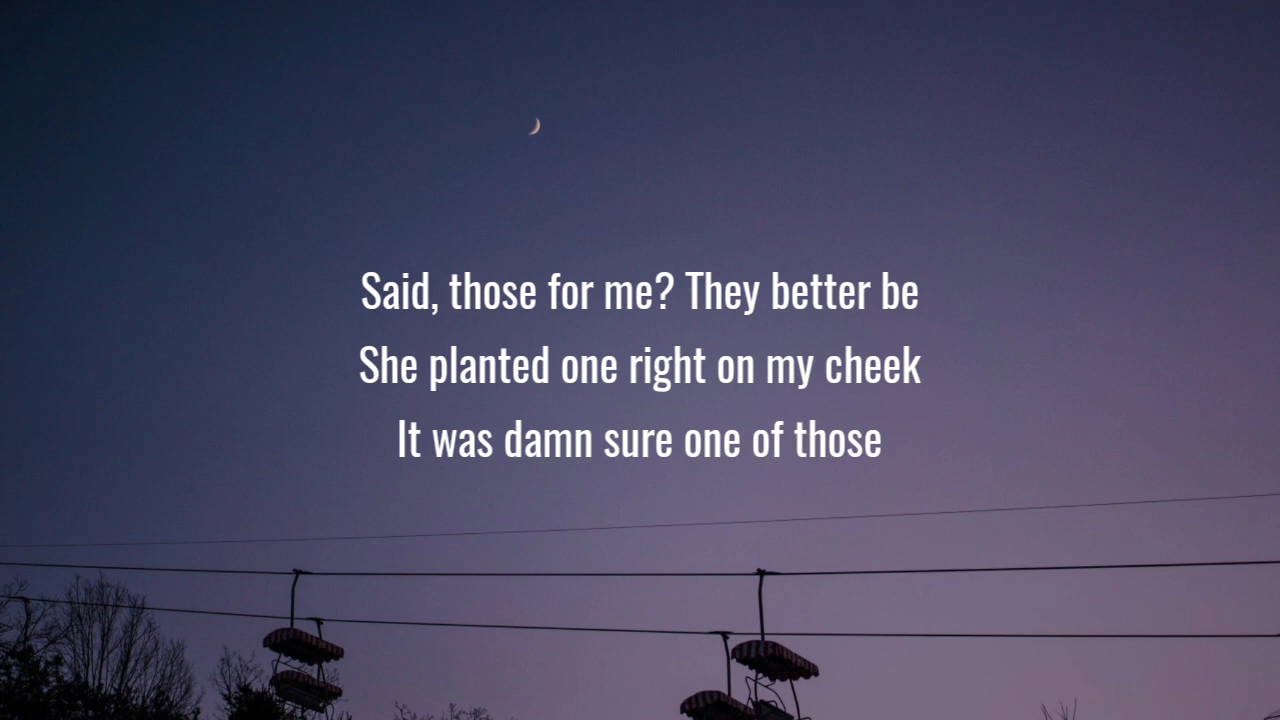 Said, those for me? They better be
She planted one right on my cheek
It was damn sure one of those